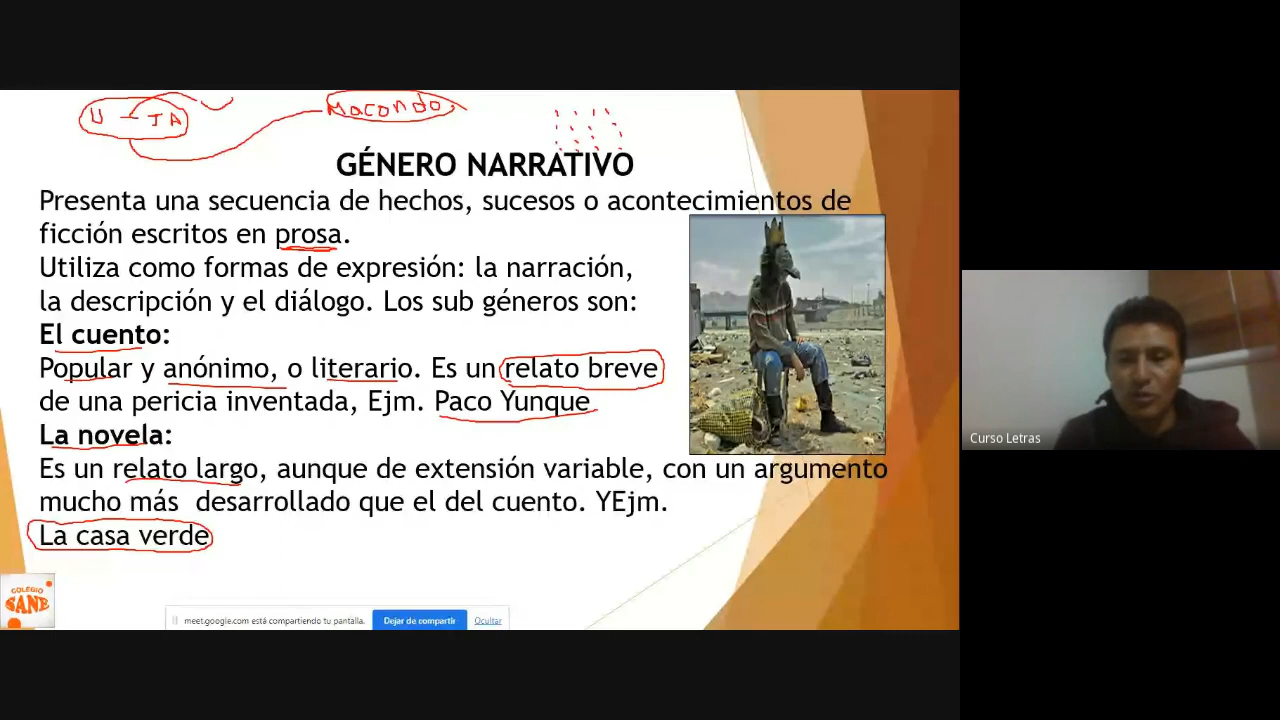 U - JA
Macondo
GÉNERO NARRATIVO
Presenta una secuencia de hechos, sucesos o acontecimientos de
ficción escritos en prosa.
Utiliza como formas de expresión: la narración,
la descripción y el diálogo. Los sub géneros son:
El cuento:
Popular y anónimo, o literario. Es un relato breve
de una pericia inventada, Ejm. Paco Yunque
La novela:
Es un relato largo, aunque de extensión variable, con un argumento
mucho más desarrollado que el del cuento. YEjm.
La casa verde
COLEGIO
SANE
meet.google.com está compartiendo tu pantalla. Dejar de compartir Ocultar
Curso Letras